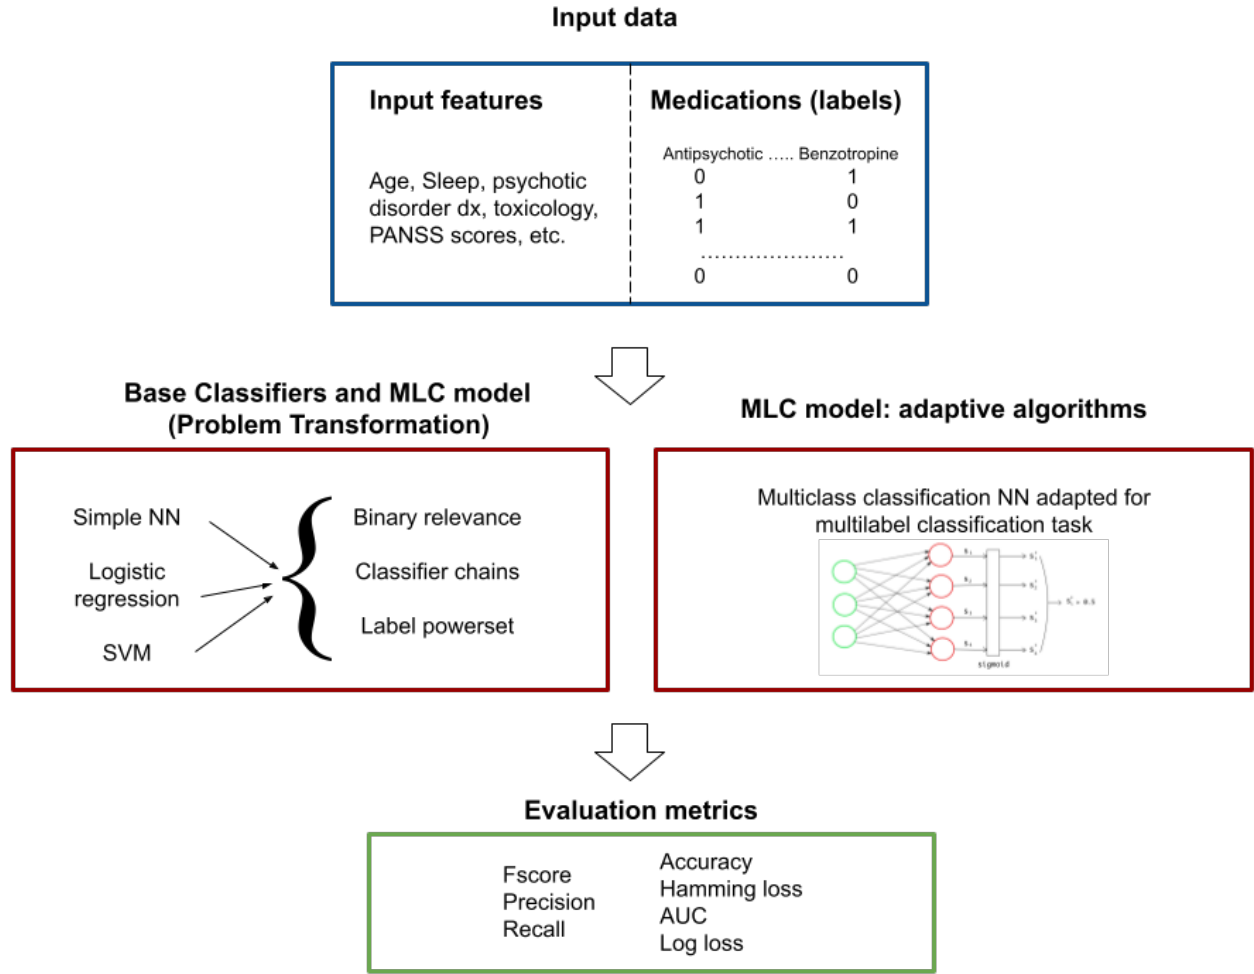 Input data
Input features
Age, Sleep, psychotic
disorder dx, toxicology,
PANSS scores, etc.
Medications (labels)
Antipsychotic ..... Benzotropine
0 1
1 0
1 1
.....................
0 0
Base Classifiers and MLC model
(Problem Transformation)
Simple NN
Logistic
regression
SVM
Binary relevance
Classifier chains
Label powerset
MLC model: adaptive algorithms
Multiclass classification NN adapted for
multilabel classification task
sigmoid
Evaluation metrics
Fscore
Precision
Recall
Accuracy
Hamming loss
AUC
Log loss